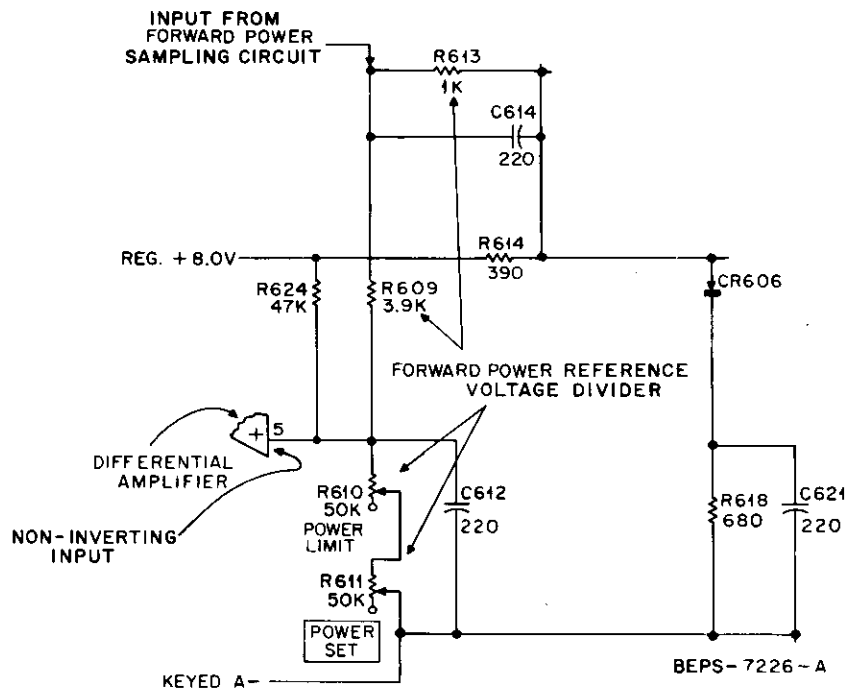 INPUT FROM
FORWARD POWER
SAMPLING CIRCUIT
R613
1K
C614
220
REG. +8.0V
R614
390
R624
47K
R609
3.9K
CR606
FORWARD POWER REFERENCE
VOLTAGE DIVIDER
+
5
DIFFERENTIAL
AMPLIFIER
R610
50K
POWER
LIMIT
C612
220
R618
680
C621
220
NON-INVERTING
INPUT
R611
50K
POWER
SET
KEYED A-
BEPS-7226-A